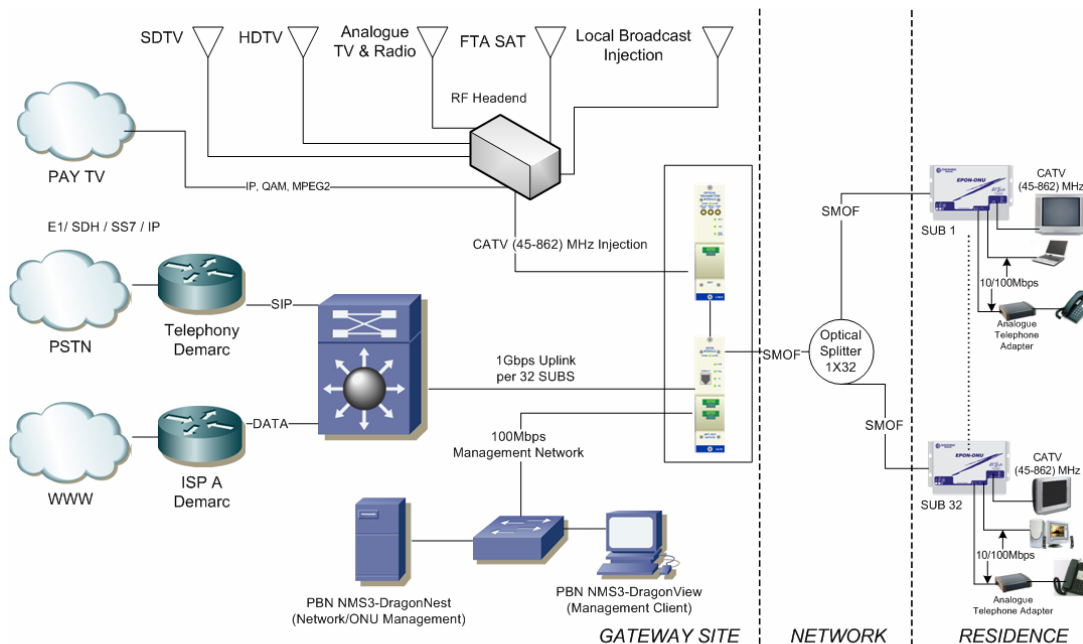 SDTV
HDTV
Analogue
TV & Radio
FTA SAT
Local Broadcast
Injection
RF Headend
PAY TV
IP, QAM, MPEG2
E1/ SDH / SS7 / IP
CATV (45-862) MHz Injection
PSTN
Telephony
Demarc
SIP
1Gbps Uplink
per 32 SUBS
WWW
ISP A
Demarc
DATA
100Mbps
Management Network
PBN NMS3-DragonNest
(Network/ONU Management)
PBN NMS3-DragonView
(Management Client)
GATEWAY SITE
SMOF
Optical
Splitter
1X32
SMOF
SMOF
NETWORK
EPON-ONU
SUB 1
CATV
(45-862) MHz
10/100Mbps
Analogue
Telephone
Adapter
EPON-ONU
SUB 32
CATV
(45-862) MHz
10/100Mbps
Analogue
Telephone Adapter
RESIDENCE